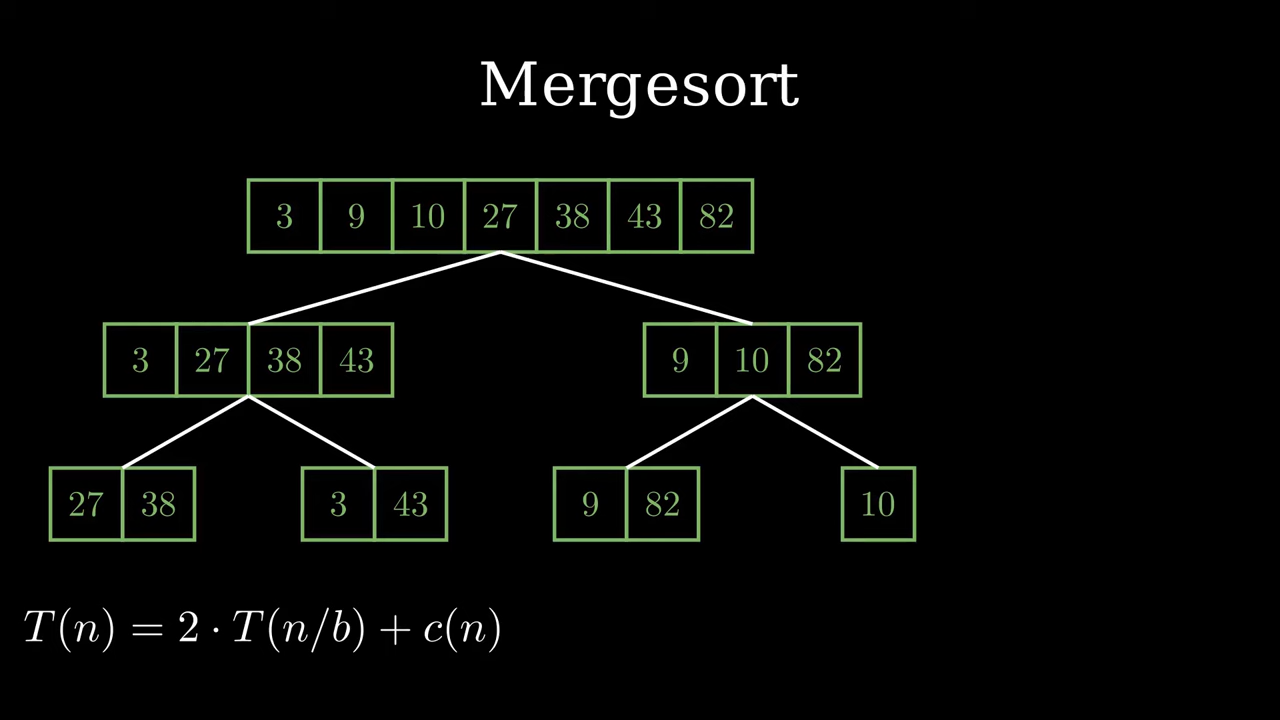 Mergesort
3 9 10 27 38 43 82
3 27 38 43 9 10 82
27 38 3 43 9 82 10
T(n) = 2 · T(n/b) + c(n)